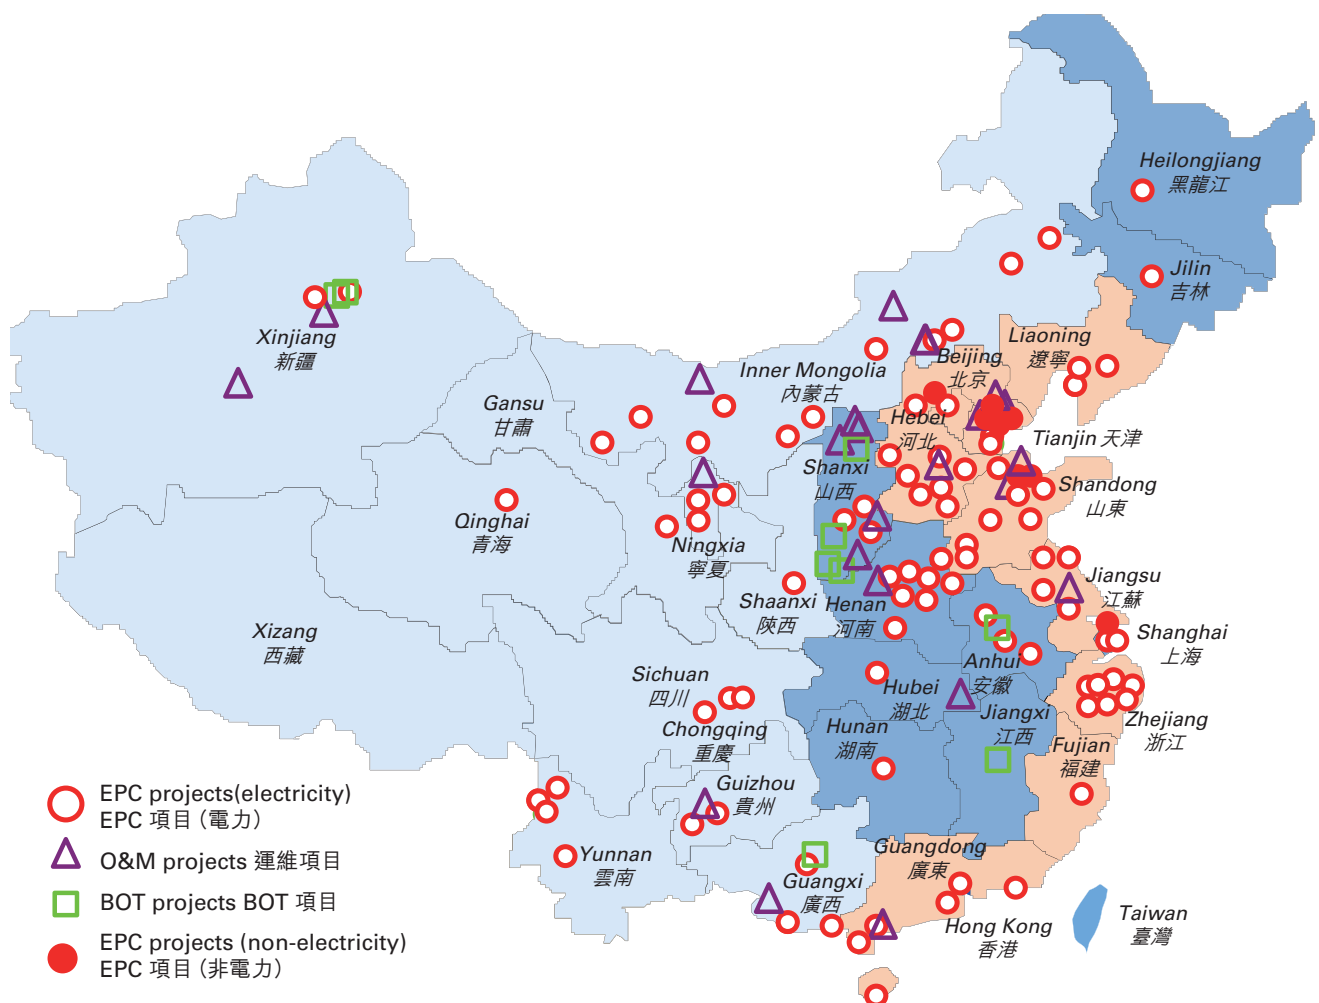 Heilongjiang
黑龍江
Jilin
吉林
Liaoning
遼寧
Xinjiang
新疆
Beijing
北京
Inner Mongolia
內蒙古
Gansu
甘肅
Hebei
河北
Tianjin 天津
Shanxi
山西
Shandong
山東
Qinghai
青海
Ningxia
寧夏
Jiangsu
江蘇
Shaanxi
陝西
Henan
河南
Xizang
西藏
Shanghai
上海
Anhui
安徽
Sichuan
四川
Hubei
湖北
Chongqing
重慶
Hunan
湖南
Jiangxi
江西
Zhejiang
浙江
Fujian
福建
Guizhou
貴州
Yunnan
雲南
Guangdong
廣東
Guangxi
廣西
Hong Kong
香港
Taiwan
臺灣
EPC projects(electricity)
EPC 項目（電力）
O&M projects 運維項目
BOT projects BOT 項目
EPC projects (non-electricity)
EPC 項目（非電力）